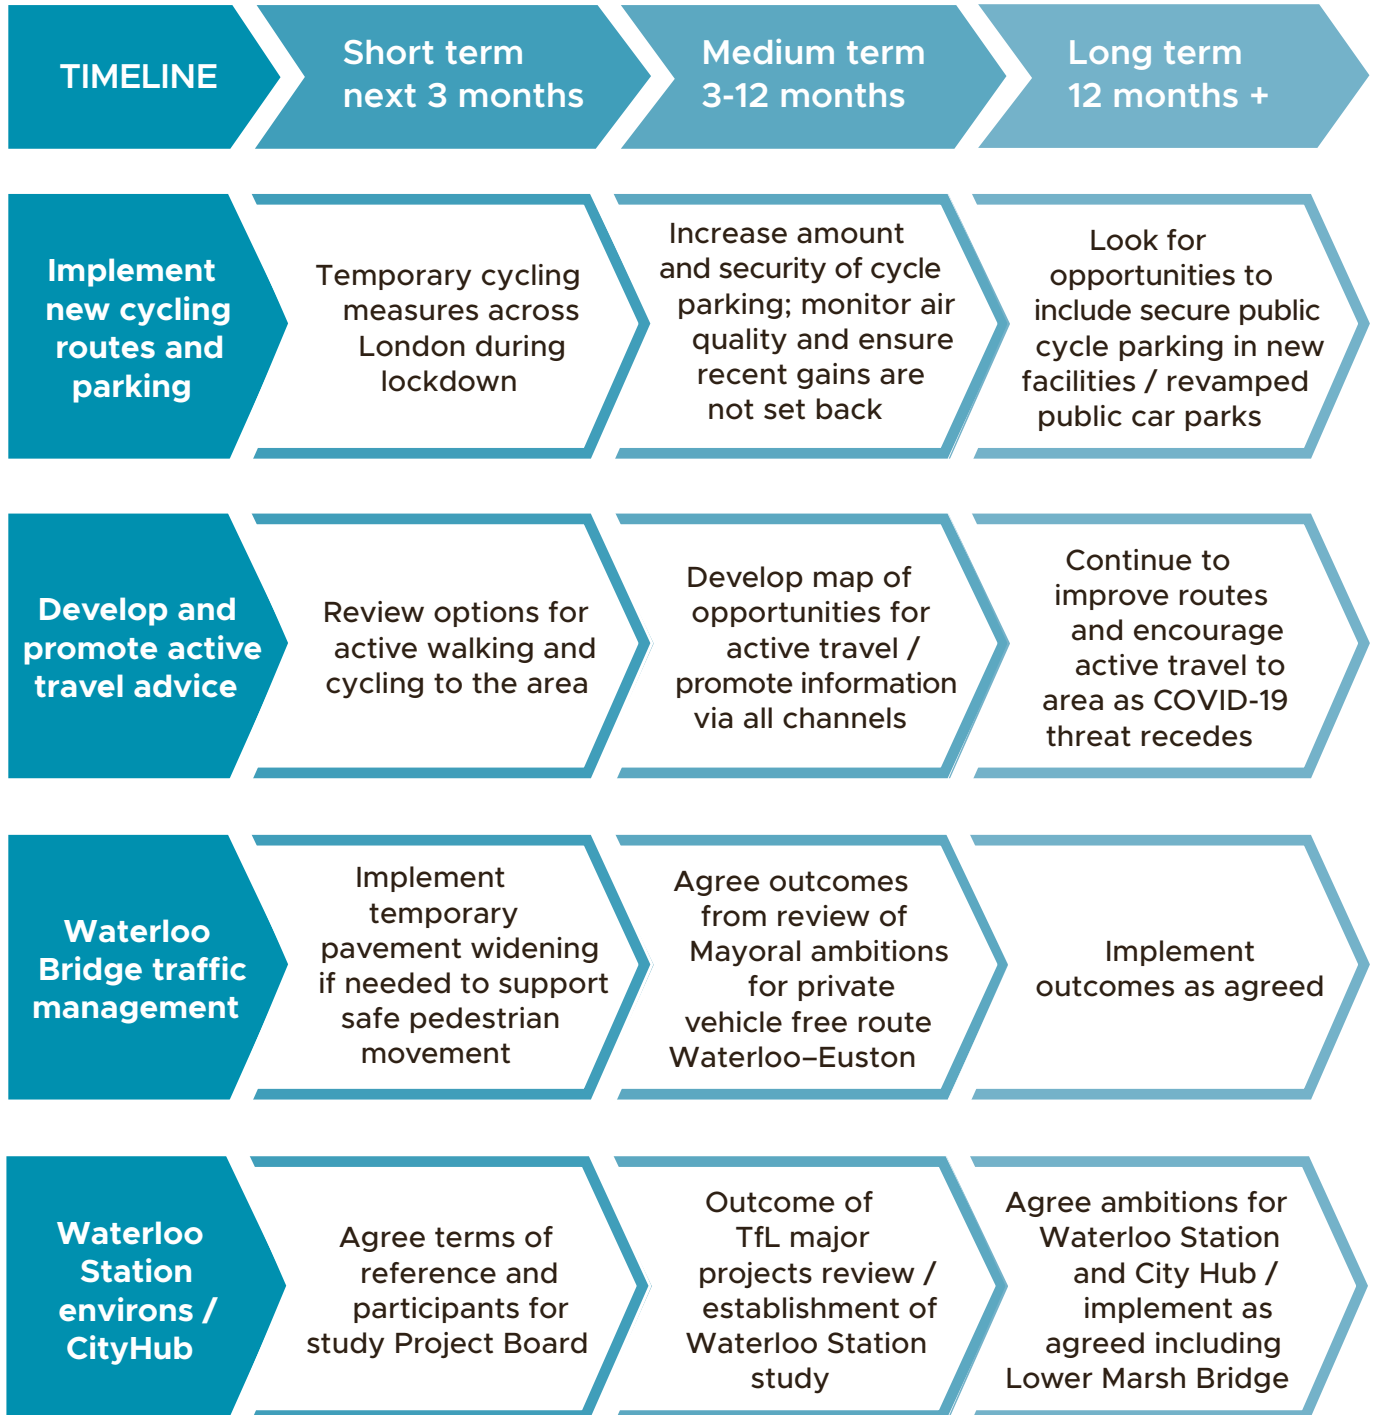 TIMELINE
Short term
next 3 months
Medium term
3-12 months
Long term
12 months +
Implement
new cycling
routes and
parking
Temporary cycling
measures across
London during
lockdown
Increase amount
and security of cycle
parking; monitor air
quality and ensure
recent gains are
not set back
Look for
opportunities to
include secure public
cycle parking in new
facilities / revamped
public car parks
Develop and
promote active
travel advice
Review options for
active walking and
cycling to the area
Develop map of
opportunities for
active travel /
promote information
via all channels
Continue to
improve routes
and encourage
active travel to
area as COVID-19
threat recedes
Waterloo
Bridge traffic
management
Implement
temporary
pavement widening
if needed to support
safe pedestrian
movement
Agree outcomes
from review of
Mayoral ambitions
for private
vehicle free route
Waterloo–Euston
Implement
outcomes as agreed
Waterloo
Station
environs /
CityHub
Agree terms of
reference and
participants for
study Project Board
Outcome of
TfL major
projects review /
establishment of
Waterloo Station
study
Agree ambitions for
Waterloo Station
and City Hub /
implement as
agreed including
Lower Marsh Bridge